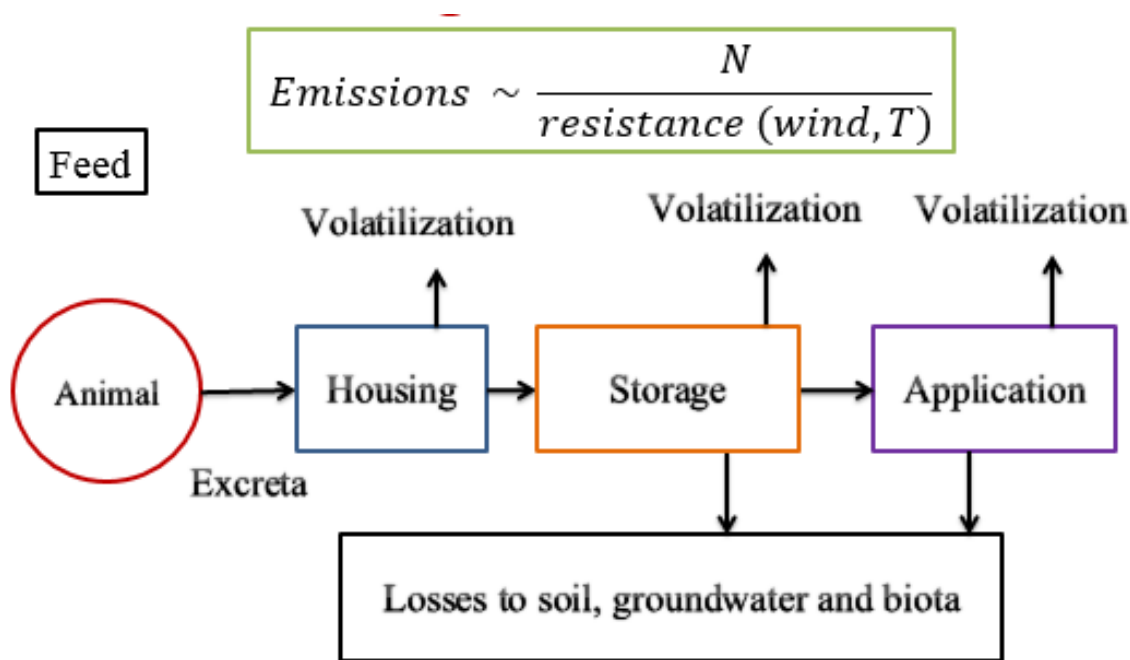 Emissions ~ N / resistance (wind, T)
Feed
Volatilization
Volatilization
Volatilization
Animal
Housing
Storage
Application
Excreta
Losses to soil, groundwater and biota